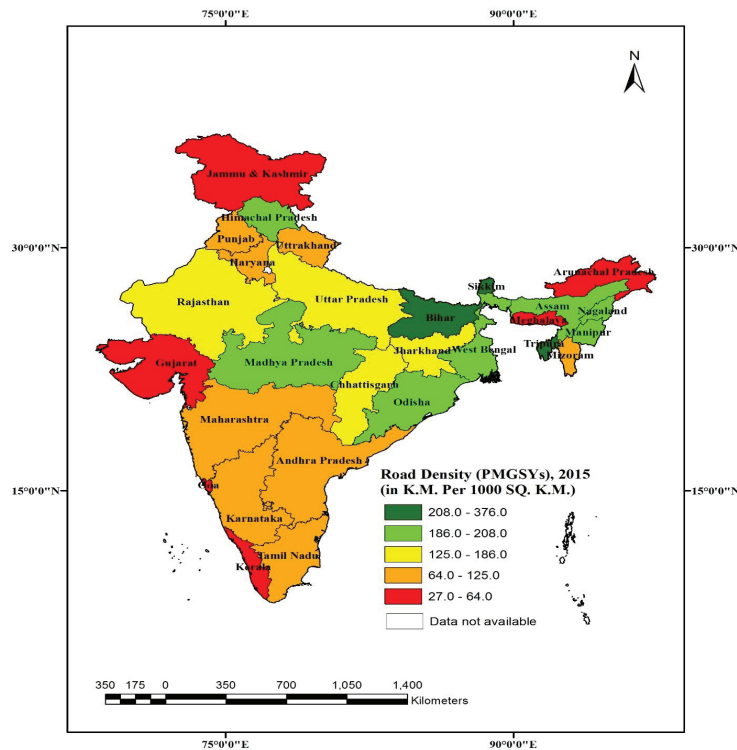 75°0'0"E 90°0'0"E
N
Jammu & Kashmir
Himachal Pradesh
Punjab
Uttrakhand
30°0'0"N 30°0'0"N
Haryana
Arunachal Pradesh
Sikkim
Rajasthan
Uttar Pradesh
Assam
Nagaland
Bihar
Meghalaya
Manipur
Tripura
Jharkhand
West Bengal
Mizoram
Gujarat
Madhya Pradesh
Chhattisgarh
Odisha
Maharashtra
Andhra Pradesh
Goa
15°0'0"N 15°0'0"N
Karnataka
Tamil Nadu
Kerala
Road Density (PMGSYs), 2015
(in K.M. Per 1000 SQ. K.M.)
208.0 - 376.0
186.0 - 208.0
125.0 - 186.0
64.0 - 125.0
27.0 - 64.0
Data not available
350 175 0 350 700 1,050 1,400
Kilometers
75°0'0"E 90°0'0"E